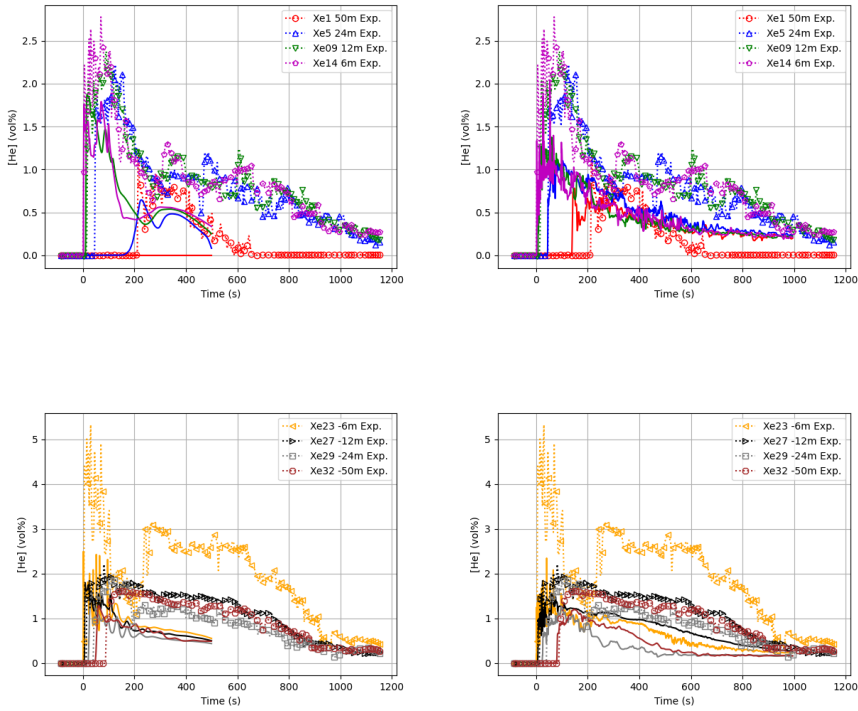 Xe1 50m Exp.
Xe5 24m Exp.
Xe09 12m Exp.
Xe14 6m Exp.
2.5
2.0
1.5
1.0
0.5
0.0
[He] (vol%)
0 200 400 600 800 1000 1200
Time (s)
Xe1 50m Exp.
Xe5 24m Exp.
Xe09 12m Exp.
Xe14 6m Exp.
2.5
2.0
1.5
1.0
0.5
0.0
[He] (vol%)
0 200 400 600 800 1000 1200
Time (s)
Xe23 -6m Exp.
Xe27 -12m Exp.
Xe29 -24m Exp.
Xe32 -50m Exp.
5
4
3
2
1
0
[He] (vol%)
0 200 400 600 800 1000 1200
Time (s)
Xe23 -6m Exp.
Xe27 -12m Exp.
Xe29 -24m Exp.
Xe32 -50m Exp.
5
4
3
2
1
0
[He] (vol%)
0 200 400 600 800 1000 1200
Time (s)